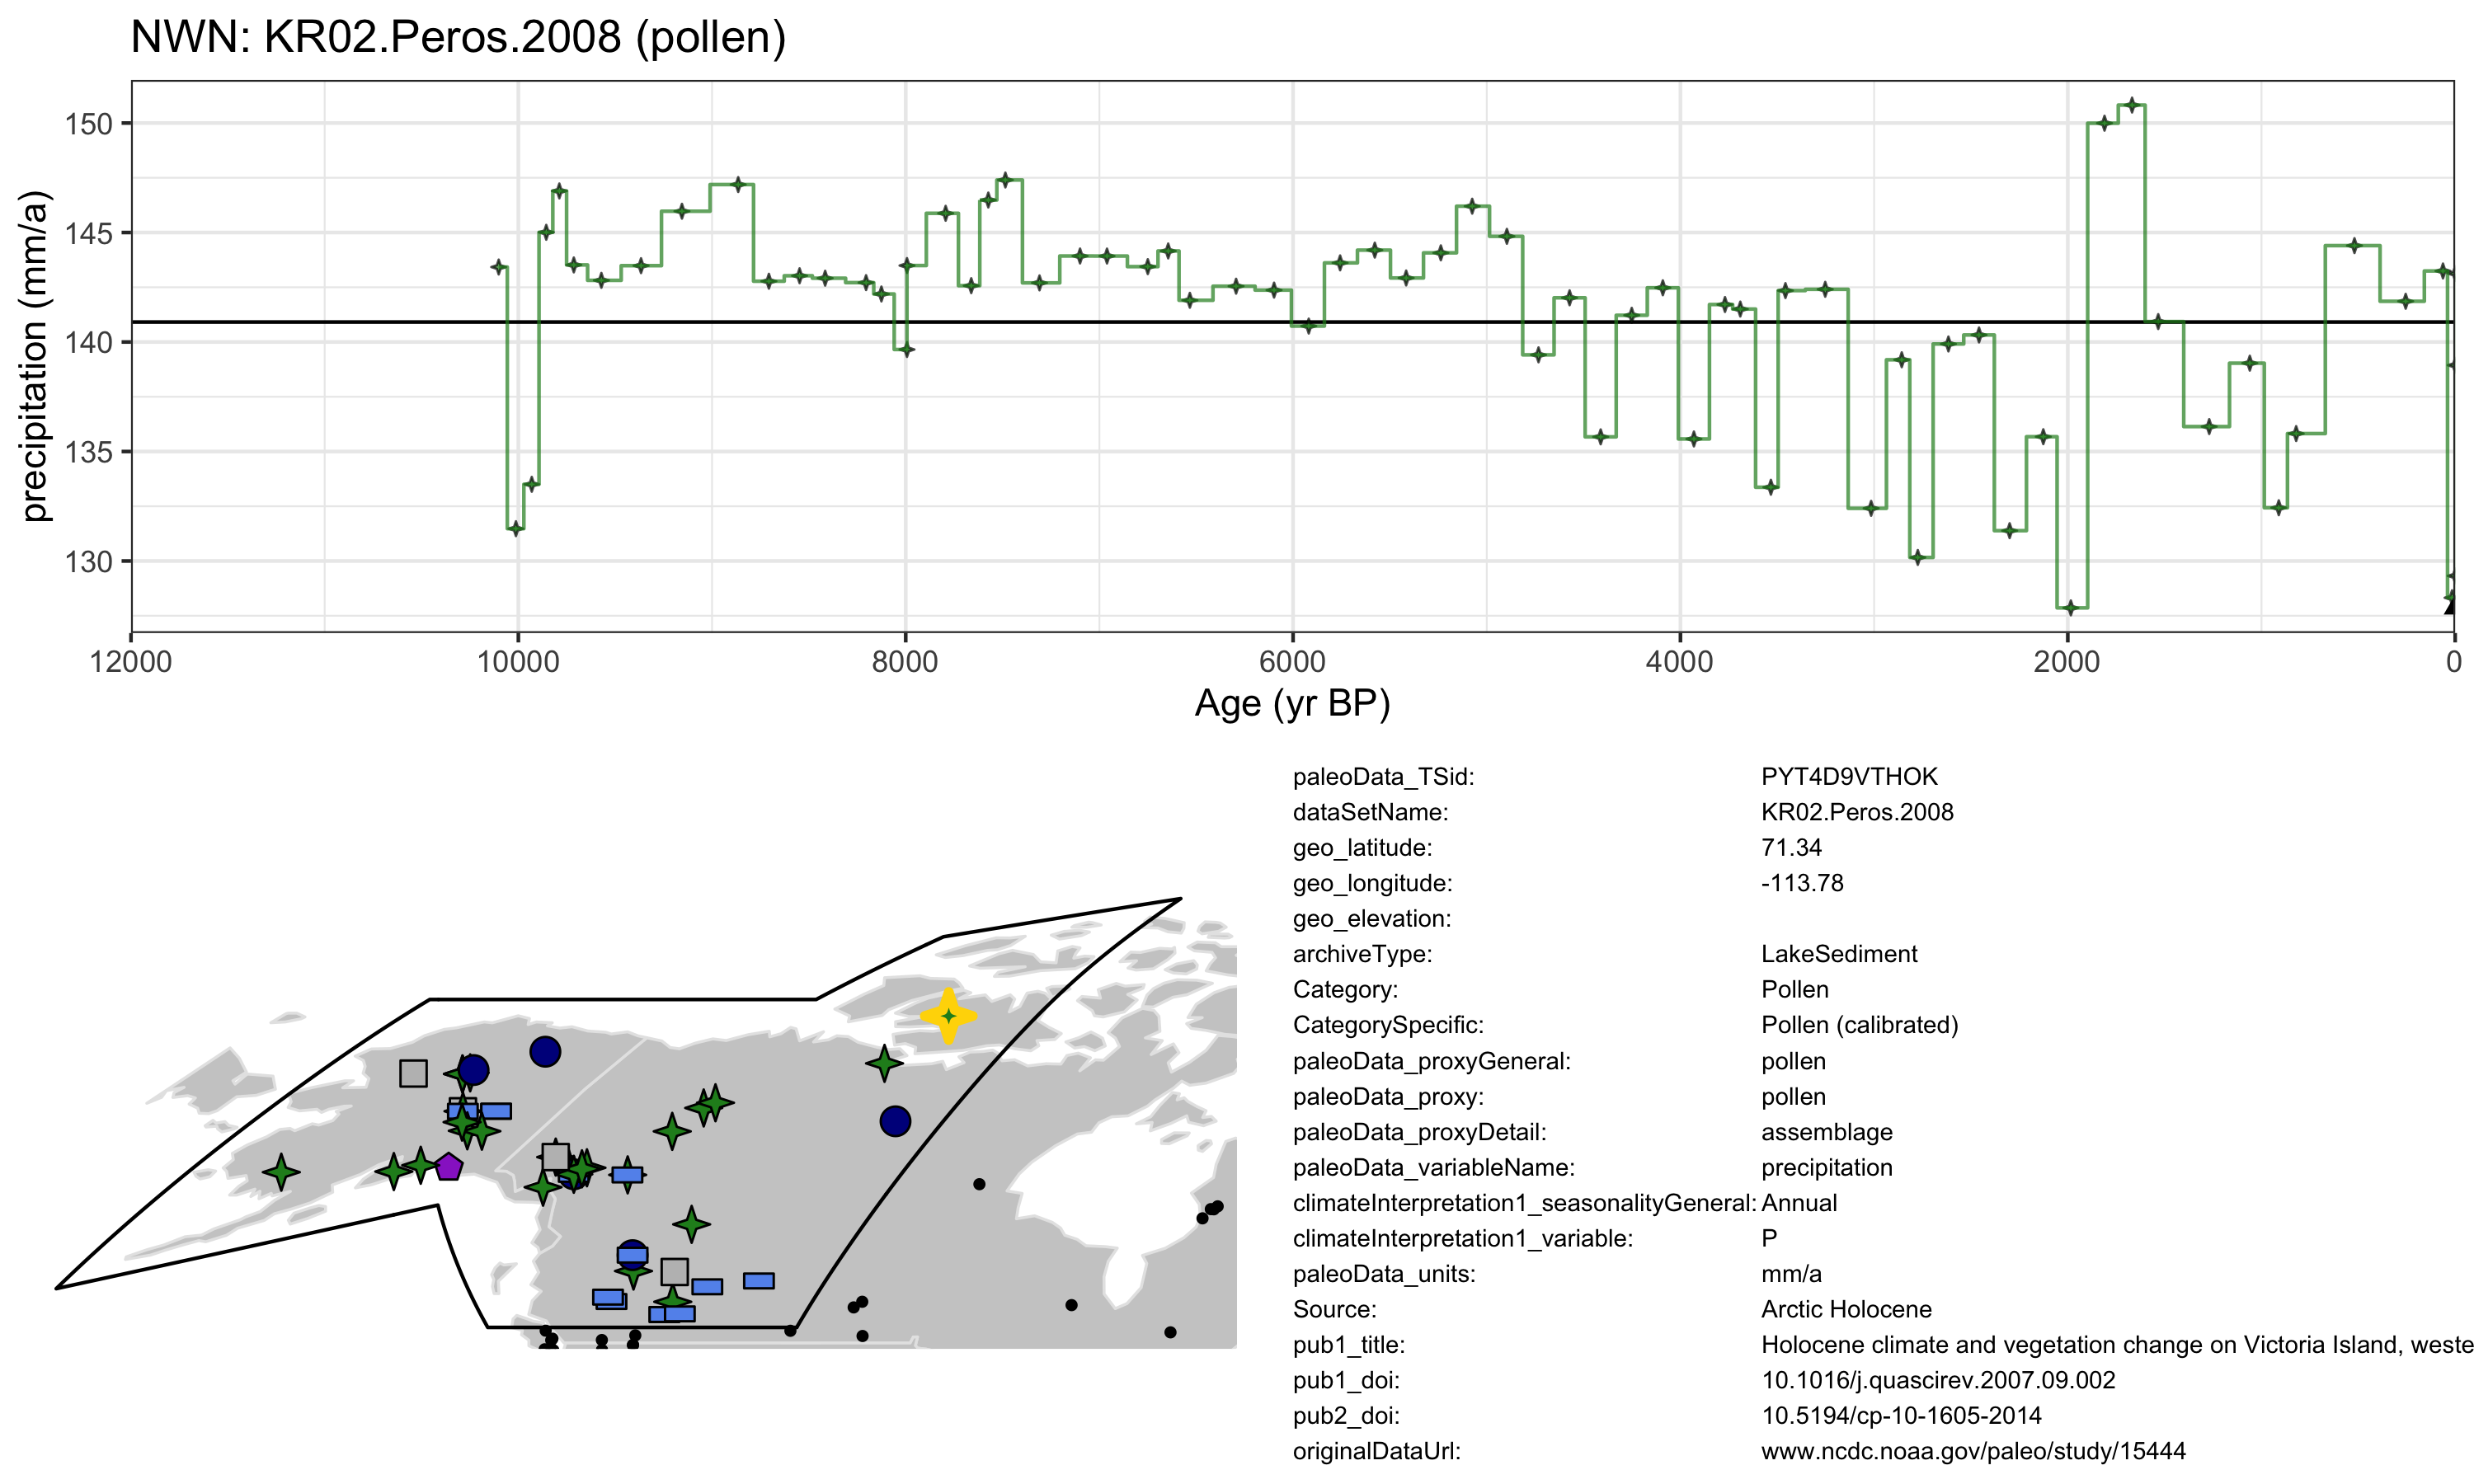 NWN: KR02.Peros.2008 (pollen)
precipitation (mm/a)
150
145
140
135
130
12000 10000 8000 6000 4000 2000 0
Age (yr BP)
paleoData_TSid: PYT4D9VTHOK
dataSetName: KR02.Peros.2008
geo_latitude: 71.34
geo_longitude: -113.78
geo_elevation:
archiveType: LakeSediment
Category: Pollen
CategorySpecific: Pollen (calibrated)
paleoData_proxyGeneral: pollen
paleoData_proxy: pollen
paleoData_proxyDetail: assemblage
paleoData_variableName: precipitation
climateInterpretation1_seasonalityGeneral: Annual
climateInterpretation1_variable: P
paleoData_units: mm/a
Source: Arctic Holocene
pub1_title: Holocene climate and vegetation change on Victoria Island, weste
pub1_doi: 10.1016/j.quascirev.2007.09.002
pub2_doi: 10.5194/cp-10-1605-2014
originalDataUrl: www.ncdc.noaa.gov/paleo/study/15444